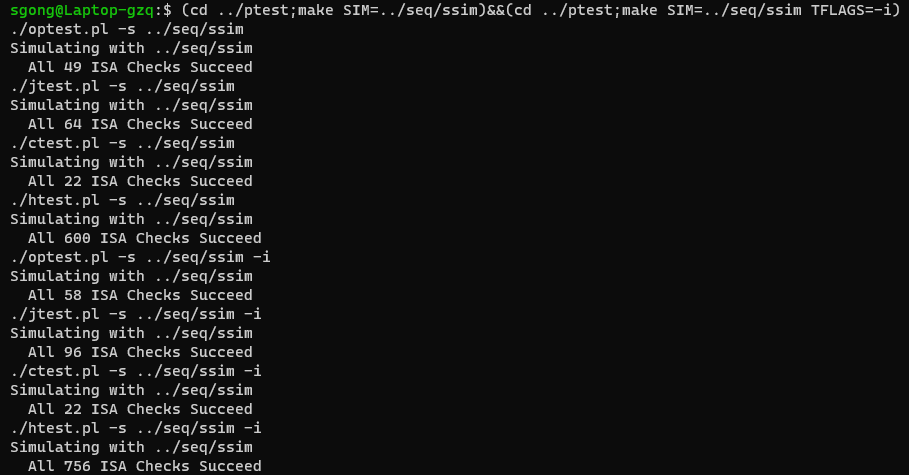 sgong@Laptop-gzq:$ (cd ../ptest;make SIM=../seq/ssim)&&(cd ../ptest;make SIM=../seq/ssim TFLAGS=-i)
./optest.pl -s ../seq/ssim
Simulating with ../seq/ssim
  All 49 ISA Checks Succeed
./jtest.pl -s ../seq/ssim
Simulating with ../seq/ssim
  All 64 ISA Checks Succeed
./ctest.pl -s ../seq/ssim
Simulating with ../seq/ssim
  All 22 ISA Checks Succeed
./htest.pl -s ../seq/ssim
Simulating with ../seq/ssim
  All 600 ISA Checks Succeed
./optest.pl -s ../seq/ssim -i
Simulating with ../seq/ssim
  All 58 ISA Checks Succeed
./jtest.pl -s ../seq/ssim -i
Simulating with ../seq/ssim
  All 96 ISA Checks Succeed
./ctest.pl -s ../seq/ssim -i
Simulating with ../seq/ssim
  All 22 ISA Checks Succeed
./htest.pl -s ../seq/ssim -i
Simulating with ../seq/ssim
  All 756 ISA Checks Succeed